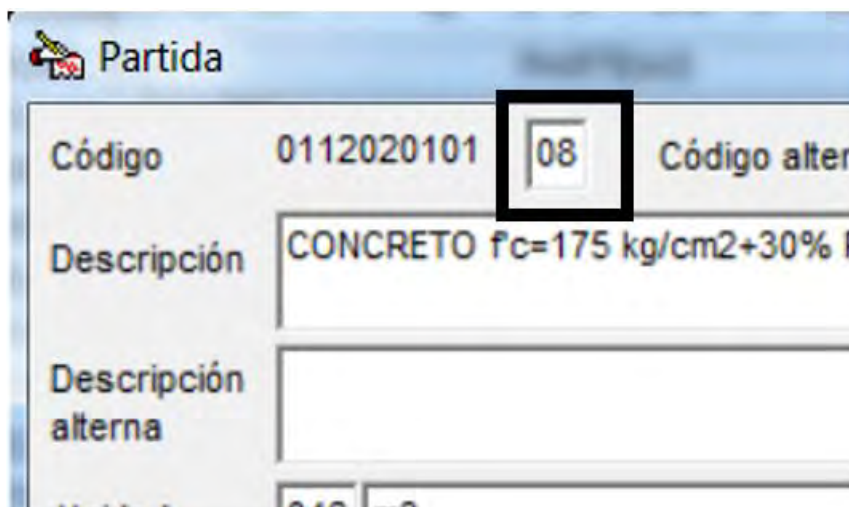 Partida
Código 0112020101 08 Código alter
Descripción CONCRETO f'c=175 kg/cm2+30%
Descripción
alterna